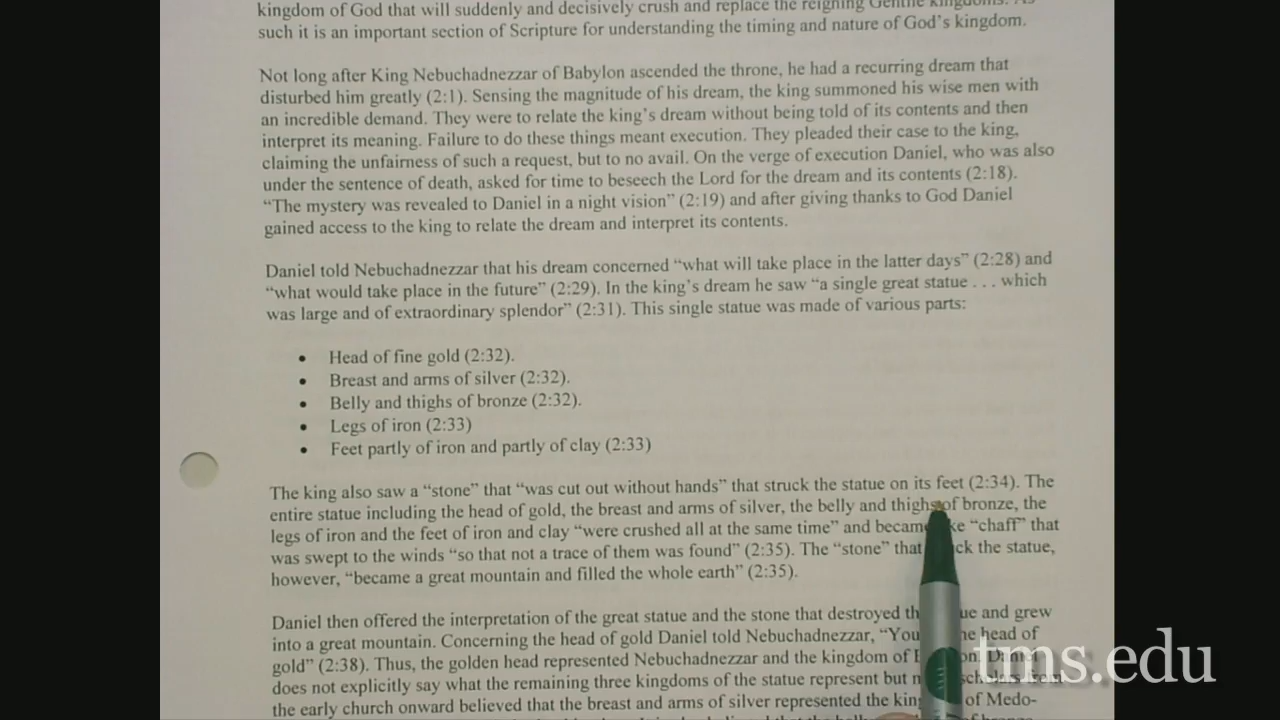 kingdom of God that will suddenly and decisively crush and replace the reigning Gentile kingdoms. As
such it is an important section of Scripture for understanding the timing and nature of God's kingdom.
Not long after King Nebuchadnezzar of Babylon ascended the throne, he had a recurring dream that
disturbed him greatly (2:1). Sensing the magnitude of his dream, the king summoned his wise men with
an incredible demand. They were to relate the king's dream without being told of its contents and then
interpret its meaning. Failure to do these things meant execution. They pleaded their case to the king,
claiming the unfairness of such a request, but to no avail. On the verge of execution Daniel, who was also
under the sentence of death, asked for time to beseech the Lord for the dream and its contents (2:18).
“The mystery was revealed to Daniel in a night vision” (2:19) and after giving thanks to God Daniel
gained access to the king to relate the dream and interpret its contents.
Daniel told Nebuchadnezzar that his dream concerned “what will take place in the latter days” (2:28) and
“what would take place in the future” (2:29). In the king's dream he saw “a single great statue . . . which
was large and of extraordinary splendor” (2:31). This single statue was made of various parts:
• Head of fine gold (2:32).
• Breast and arms of silver (2:32).
• Belly and thighs of bronze (2:32).
• Legs of iron (2:33)
• Feet partly of iron and partly of clay (2:33)
The king also saw a “stone” that “was cut out without hands” that struck the statue on its feet (2:34). The
entire statue including the head of gold, the breast and arms of silver, the belly and thighs of bronze, the
legs of iron and the feet of iron and clay “were crushed all at the same time” and became “chaff” that
was swept to the winds “so that not a trace of them was found” (2:35). The “stone” that the statue,
however, “became a great mountain and filled the whole earth” (2:35).
Daniel then offered the interpretation of the great statue and the stone that destroyed and grew
into a great mountain. Concerning the head of gold Daniel told Nebuchadnezzar, “You head of
gold” (2:38). Thus, the golden head represented Nebuchadnezzar and the kingdom of
does not explicitly say what the remaining three kingdoms of the statue represent but
the early church onward believed that the breast and arms of silver represented the of Medo-
tms.edu